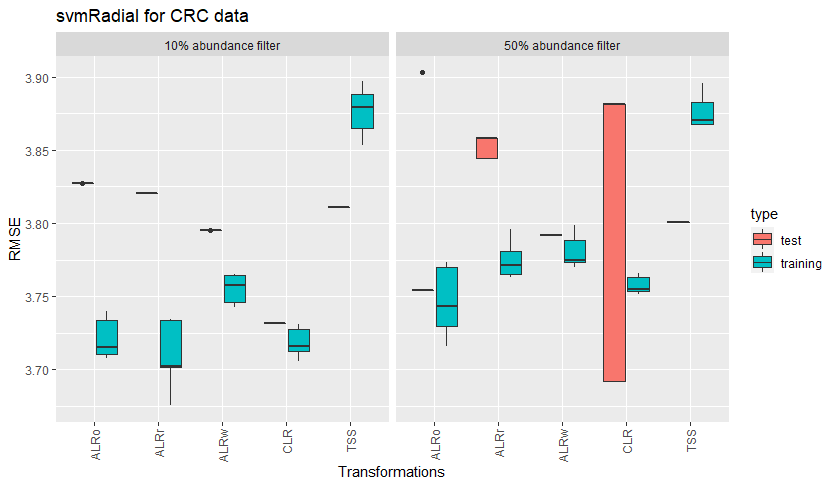 svmRadial for CRC data
10% abundance filter
50% abundance filter
RMSE
3.90
3.85
3.80
3.75
3.70
ALRo
ALRr
ALRw
CLR
TSS
ALRo
ALRr
ALRw
CLR
TSS
Transformations
type
test
training